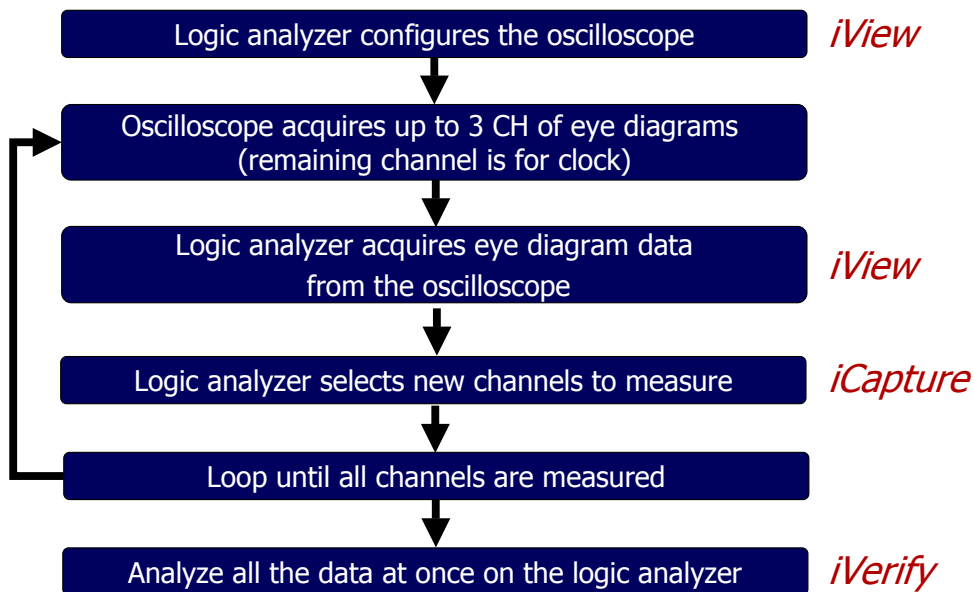 Logic analyzer configures the oscilloscope
iView
Oscilloscope acquires up to 3 CH of eye diagrams
(remaining channel is for clock)
Logic analyzer acquires eye diagram data
from the oscilloscope
iView
Logic analyzer selects new channels to measure
iCapture
Loop until all channels are measured
Analyze all the data at once on the logic analyzer
iVerify